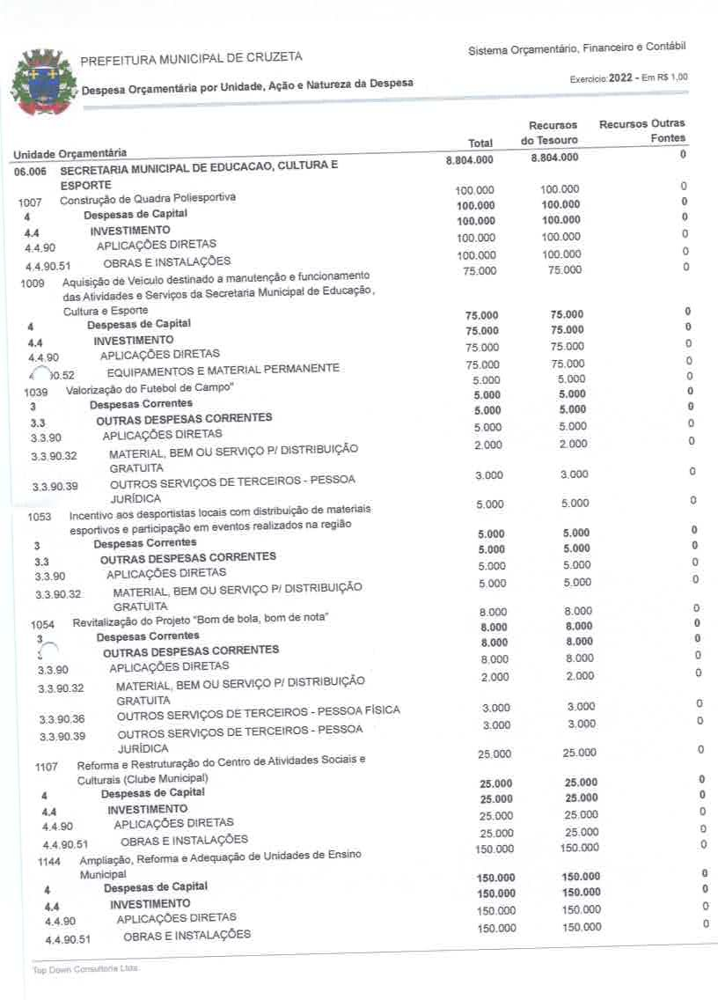 PREFEITURA MUNICIPAL DE CRUZETA
Sistema Orçamentário, Financeiro e Contábil
Despesa Orçamentária por Unidade, Ação e Natureza da Despesa
Exercício: 2022 - Em R$ 1,00
Unidade Orçamentária Total Recursos do Tesouro Recursos Outras Fontes
06.006 SECRETARIA MUNICIPAL DE EDUCACAO, CULTURA E 8.804.000 8.804.000 0
ESPORTE
1007 Construção de Quadra Poliesportiva 100.000 100.000 0
4 Despesas de Capital 100.000 100.000 0
4.4 INVESTIMENTO 100.000 100.000 0
4.4.90 APLICAÇÕES DIRETAS 100.000 100.000 0
4.4.90.51 OBRAS E INSTALAÇÕES 100.000 100.000 0
1009 Aquisição de Veiculo destinado a manutenção e funcionamento 75.000 75.000 0
das Atividades e Serviços da Secretaria Municipal de Educação,
Cultura e Esporte
4 Despesas de Capital 75.000 75.000 0
4.4 INVESTIMENTO 75.000 75.000 0
4.4.90 APLICAÇÕES DIRETAS 75.000 75.000 0
90.52 EQUIPAMENTOS E MATERIAL PERMANENTE 75.000 75.000 0
1039 Valorização do Futebol de Campo" 5.000 5.000 0
3 Despesas Correntes 5.000 5.000 0
3.3 OUTRAS DESPESAS CORRENTES 5.000 5.000 0
3.3.90 APLICAÇÕES DIRETAS 5.000 5.000 0
3.3.90.32 MATERIAL, BEM OU SERVIÇO P/ DISTRIBUIÇÃO 2.000 2.000 0
GRATUITA
3.3.90.39 OUTROS SERVIÇOS DE TERCEIROS - PESSOA 3.000 3.000 0
JURÍDICA
1053 Incentivo aos desportistas locais com distribuição de materiais 5.000 5.000 0
esportivos e participação em eventos realizados na região
3 Despesas Correntes 5.000 5.000 0
3.3 OUTRAS DESPESAS CORRENTES 5.000 5.000 0
3.3.90 APLICAÇÕES DIRETAS 5.000 5.000 0
3.3.90.32 MATERIAL, BEM OU SERVIÇO P/ DISTRIBUIÇÃO 5.000 5.000 0
GRATUITA
1054 Revitalização do Projeto "Bom de bola, bom de nota" 8.000 8.000 0
3 Despesas Correntes 8.000 8.000 0
OUTRAS DESPESAS CORRENTES 8.000 8.000 0
3.3.90 APLICAÇÕES DIRETAS 8.000 8.000 0
3.3.90.32 MATERIAL, BEM OU SERVIÇO P/ DISTRIBUIÇÃO 2.000 2.000 0
GRATUITA
3.3.90.36 OUTROS SERVIÇOS DE TERCEIROS - PESSOA FÍSICA 3.000 3.000 0
3.3.90.39 OUTROS SERVIÇOS DE TERCEIROS - PESSOA 3.000 3.000 0
JURÍDICA
1107 Reforma e Restruturação do Centro de Atividades Sociais e 25.000 25.000 0
Culturais (Clube Municipal)
4 Despesas de Capital 25.000 25.000 0
4.4 INVESTIMENTO 25.000 25.000 0
4.4.90 APLICAÇÕES DIRETAS 25.000 25.000 0
4.4.90.51 OBRAS E INSTALAÇÕES 25.000 25.000 0
1144 Ampliação, Reforma e Adequação de Unidades de Ensino 150.000 150.000 0
Municipal
4 Despesas de Capital 150.000 150.000 0
4.4 INVESTIMENTO 150.000 150.000 0
4.4.90 APLICAÇÕES DIRETAS 150.000 150.000 0
4.4.90.51 OBRAS E INSTALAÇÕES 150.000 150.000 0
Top Down Consultoria Ltda.